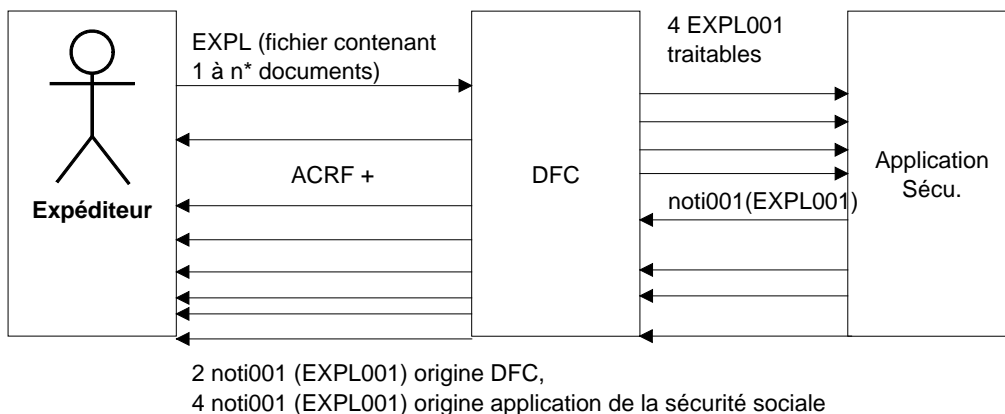 EXPL (fichier contenant
1 à n* documents)
4 EXPL001
traitables
ACRF +
DFC
Application
Sécu.
Expéditeur
noti001(EXPL001)
2 noti001 (EXPL001) origine DFC,
4 noti001 (EXPL001) origine application de la sécurité sociale